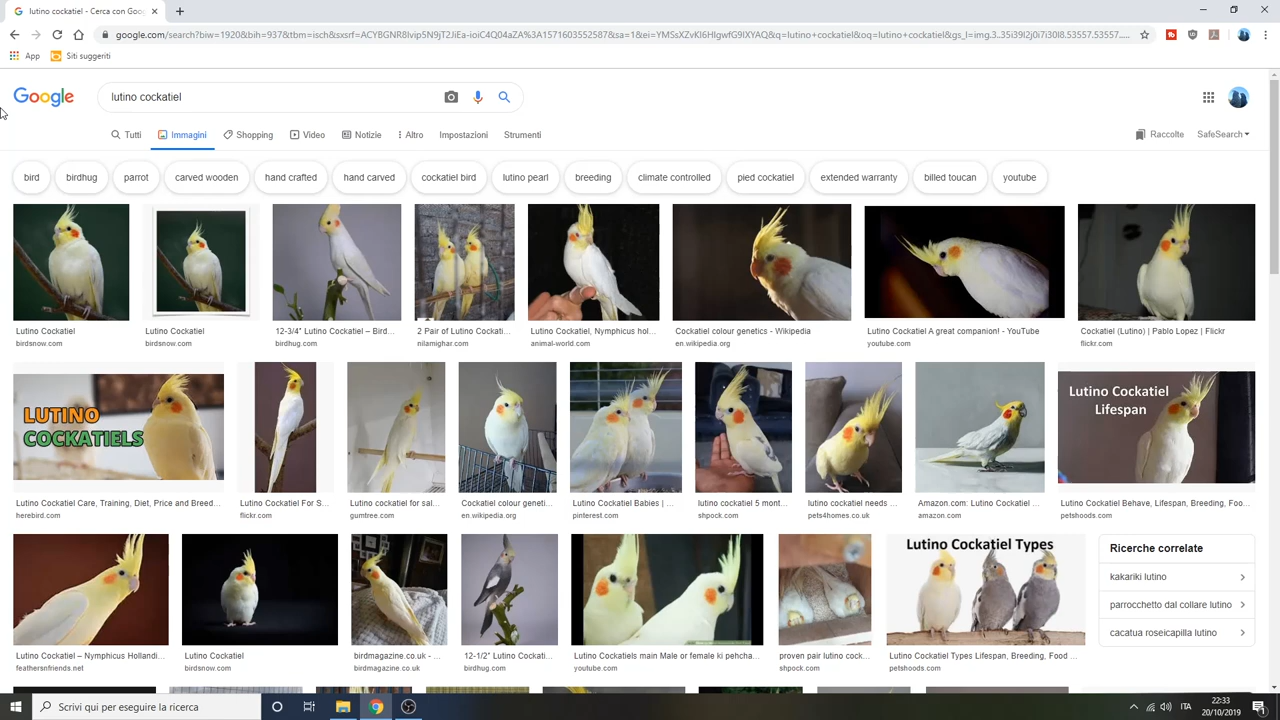 lutino cockatiel - Cerca con Goog
google.com/search?biw=1920&bih=937&tbm=isch&sxsrf=ACYBGNR8lvip5N9jT2JiEa-ioiC4Q04aZA%3A1571603552587&sa=1&ei=YMSsXZvKI6HIgwfG9IXYAQ&q=lutino+cockatiel&oq=lutino+cockatiel&gs_l=img.3..35i39l2j0i7i30l8.53557.53557...
App
Siti suggeriti
Google
lutino cockatiel
Tutti
Immagini
Shopping
Video
Notizie
Altro
Impostazioni
Strumenti
Raccolte
SafeSearch
bird
birdhug
parrot
carved wooden
hand crafted
hand carved
cockatiel bird
lutino pearl
breeding
climate controlled
pied cockatiel
extended warranty
billed toucan
youtube
Lutino Cockatiel
birdsnow.com
Lutino Cockatiel
birdsnow.com
12-3/4" Lutino Cockatiel – Bird...
birdhug.com
2 Pair of Lutino Cockati...
nilamighar.com
Lutino Cockatiel, Nymphicus hol...
animal-world.com
Cockatiel colour genetics - Wikipedia
en.wikipedia.org
Lutino Cockatiel A great companion! - YouTube
youtube.com
Cockatiel (Lutino) | Pablo Lopez | Flickr
flickr.com
LUTINO
COCKATIELS
Lutino Cockatiel
Lifespan
Lutino Cockatiel Care, Training, Diet, Price and Breed...
herebird.com
Lutino Cockatiel For S...
flickr.com
Lutino cockatiel for sal...
gumtree.com
Cockatiel colour geneti...
en.wikipedia.org
Lutino Cockatiel Babies | ...
pinterest.com
lutino cockatiel 5 mont...
shpock.com
lutino cockatiel needs ...
pets4homes.co.uk
Amazon.com: Lutino Cockatiel ...
amazon.com
Lutino Cockatiel Behave, Lifespan, Breeding, Foo...
petshoods.com
Lutino Cockatiel Types
Lutino Cockatiel – Nymphicus Hollandi...
feathersnfriends.net
Lutino Cockatiel
birdsnow.com
birdmagazine.co.uk - ...
birdmagazine.co.uk
12-1/2" Lutino Cockati...
birdhug.com
Lutino Cockatiels main Male or female ki pehcha...
youtube.com
proven pair lutino cock...
shpock.com
Lutino Cockatiel Types Lifespan, Breeding, Food ...
petshoods.com
Ricerche correlate
kakariki lutino
parrocchetto dal collare lutino
cacatua roseicapilla lutino
Scrivi qui per eseguire la ricerca
ITA
22:33
20/10/2019
1